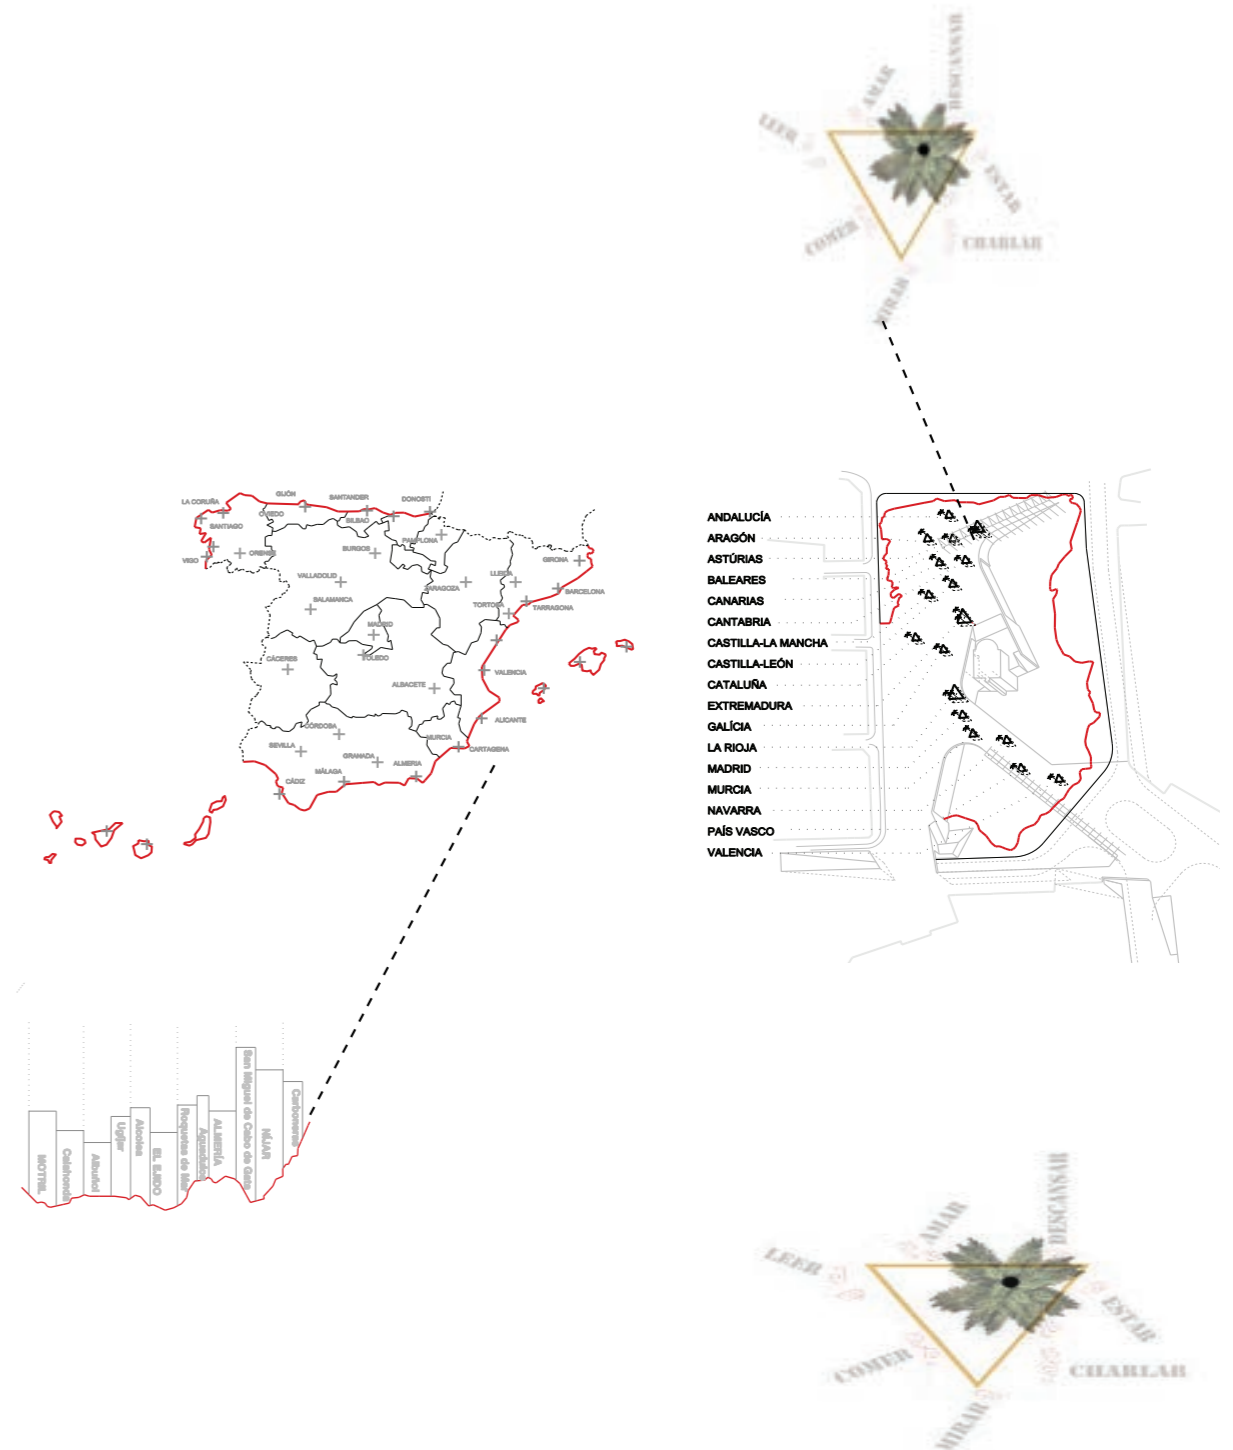 DESCANSAR
AMAR
LEER
ESTAR
COMER
CHARLAR
MIRAR
GIJÓN
SANTANDER
DONOSTI
LA CORUÑA
OVIEDO
BILBAO
SANTIAGO
PAMPLONA
VIGO
ORENSE
BURGOS
GIRONA
VALLADOLID
ZARAGOZA
LLEIDA
BARCELONA
SALAMANCA
TORTOSA
TARRAGONA
MADRID
CÁCERES
TOLEDO
VALENCIA
ALBACETE
ALICANTE
CÓRDOBA
MURCIA
SEVILLA
CARTAGENA
GRANADA
ALMERIA
MÁLAGA
CÁDIZ
ANDALUCÍA
ARAGÓN
ASTÚRIAS
BALEARES
CANARIAS
CANTABRIA
CASTILLA-LA MANCHA
CASTILLA-LEÓN
CATALUÑA
EXTREMADURA
GALÍCIA
LA RIOJA
MADRID
MURCIA
NAVARRA
PAÍS VASCO
VALENCIA
MOTRIL
Calahonda
Albuñol
Ugíjar
Alcolea
EL EJIDO
Roquetas de Mar
Aguadulce
ALMERÍA
San Miguel de Cabo de Gata
NÍJAR
Carboneras
DESCANSAR
AMAR
LEER
ESTAR
COMER
CHARLAR
MIRAR